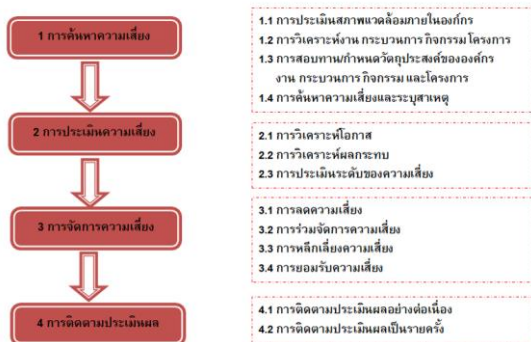 1 การค้นหาความเสี่ยง
1.1 การประเมินสภาพแวดล้อมภายในองค์กร
1.2 การวิเคราะห์งาน กระบวนการ กิจกรรม โครงการ
1.3 การสอบทาน/กำหนดวัตถุประสงค์ขององค์กร
งาน กระบวนการ กิจกรรม และโครงการ
1.4 การค้นหาความเสี่ยงและระบุสาเหตุ
2 การประเมินความเสี่ยง
2.1 การวิเคราะห์โอกาส
2.2 การวิเคราะห์ผลกระทบ
2.3 การประเมินระดับของความเสี่ยง
3 การจัดการความเสี่ยง
3.1 การลดความเสี่ยง
3.2 การร่วมจัดการความเสี่ยง
3.3 การหลีกเลี่ยงความเสี่ยง
3.4 การยอมรับความเสี่ยง
4 การติดตามประเมินผล
4.1 การติดตามประเมินผลอย่างต่อเนื่อง
4.2 การติดตามประเมินผลเป็นรายครั้ง